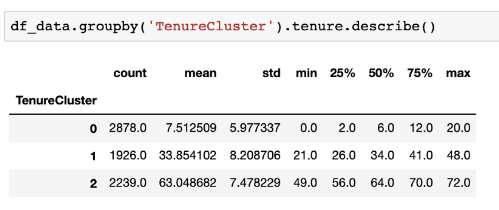 df_data.groupby('TenureCluster').tenure.describe()
count mean std min 25% 50% 75% max
TenureCluster
0 2878.0 7.512509 5.977337 0.0 2.0 6.0 12.0 20.0
1 1926.0 33.854102 8.208706 21.0 26.0 34.0 41.0 48.0
2 2239.0 63.048682 7.478229 49.0 56.0 64.0 70.0 72.0